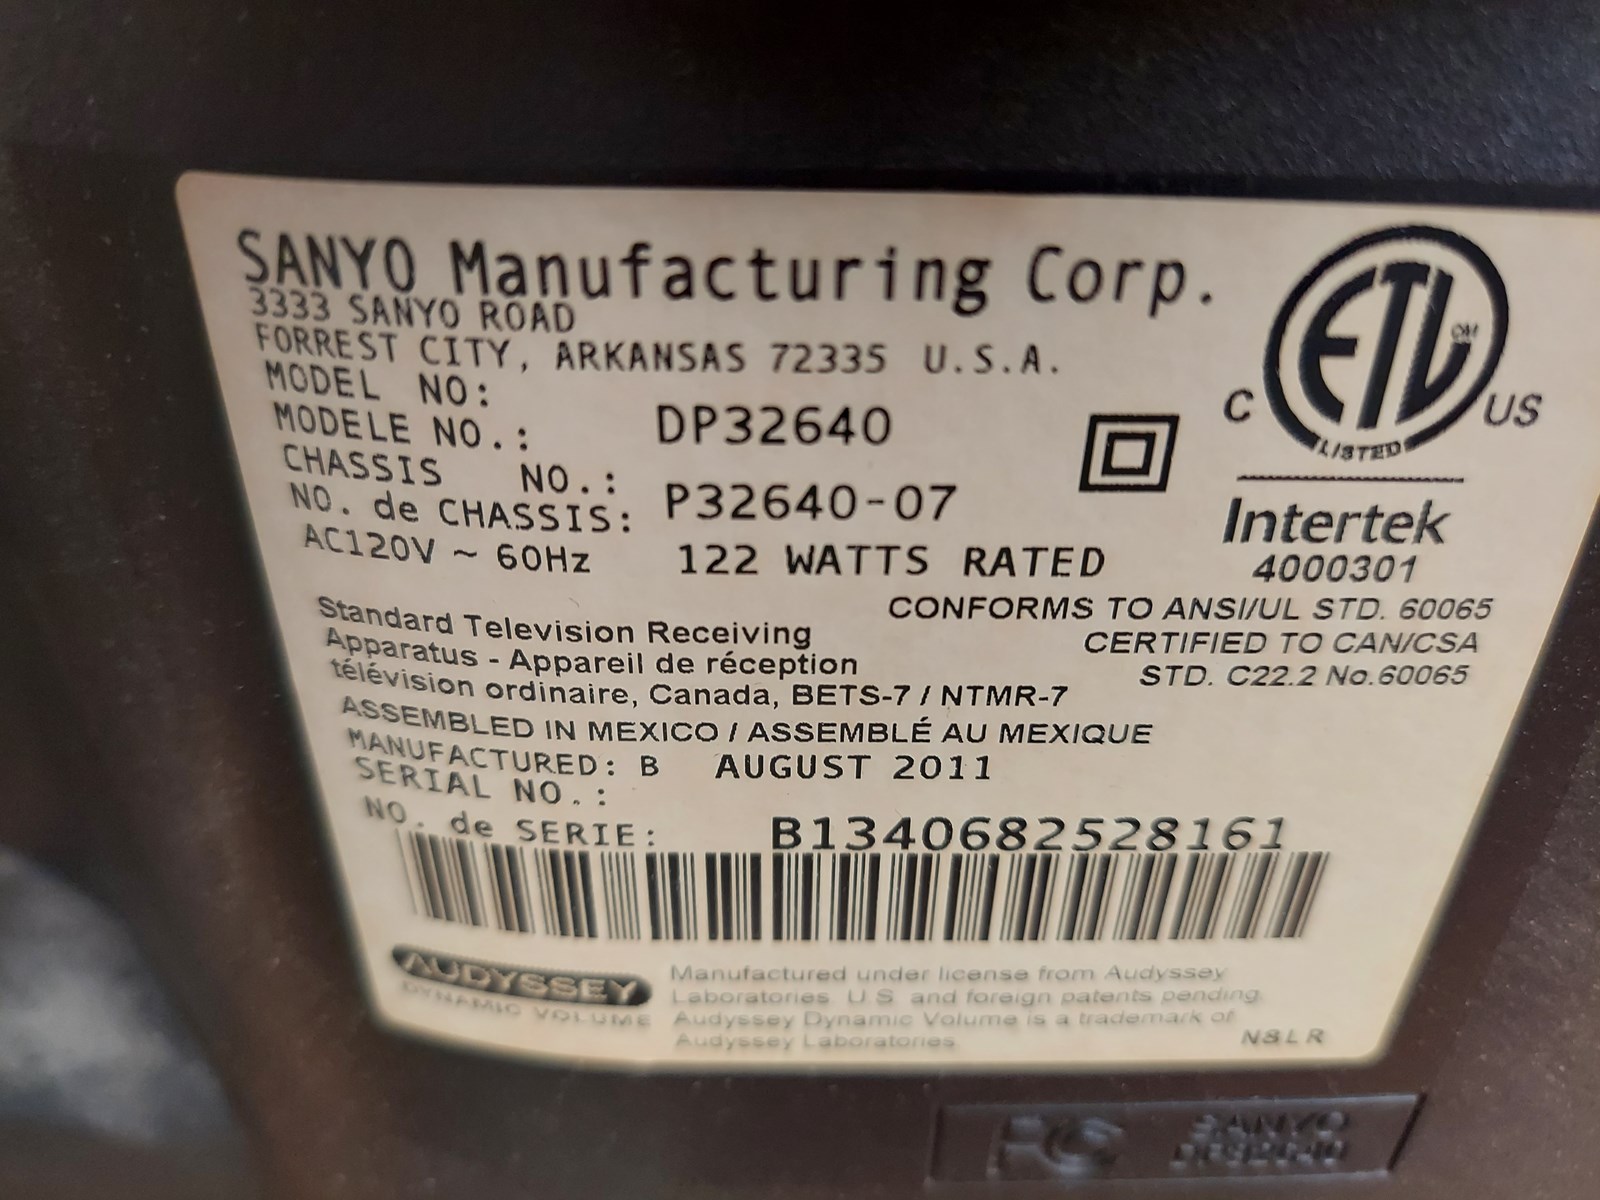 SANYO Manufacturing Corp.
3333 SANYO ROAD
FORREST CITY, ARKANSAS 72335 U.S.A.
MODEL NO:
MODELE NO.: DP32640
CHASSIS NO.:
NO. de CHASSIS: P32640-07
AC120V ~ 60Hz 122 WATTS RATED
C ETL CM LISTED US
Intertek
4000301
CONFORMS TO ANSI/UL STD. 60065
CERTIFIED TO CAN/CSA
STD. C22.2 No.60065
Standard Television Receiving
Apparatus - Appareil de réception
télévision ordinaire, Canada, BETS-7 / NTMR-7
ASSEMBLED IN MEXICO / ASSEMBLÉ AU MEXIQUE
MANUFACTURED: B AUGUST 2011
SERIAL NO.:
NO. de SERIE: B1340682528161
AUDYSSEY
DYNAMIC VOLUME
Manufactured under license from Audyssey
Laboratories. U.S. and foreign patents pending.
Audyssey Dynamic Volume is a trademark of
Audyssey Laboratories
N8LR
FC SANYO
DP32640